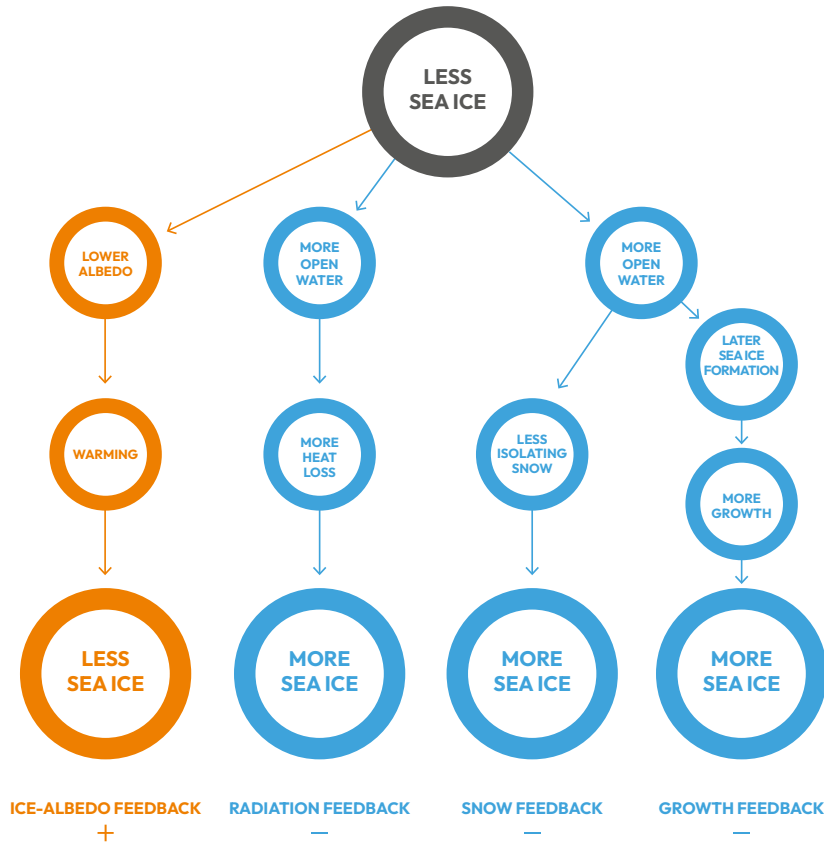 LESS
SEA ICE
LOWER
ALBEDO
MORE
OPEN
WATER
MORE
OPEN
WATER
LATER
SEA ICE
FORMATION
WARMING
MORE
HEAT
LOSS
LESS
ISOLATING
SNOW
MORE
GROWTH
LESS
SEA ICE
MORE
SEA ICE
MORE
SEA ICE
MORE
SEA ICE
ICE-ALBEDO FEEDBACK
+
RADIATION FEEDBACK
—
SNOW FEEDBACK
—
GROWTH FEEDBACK
—